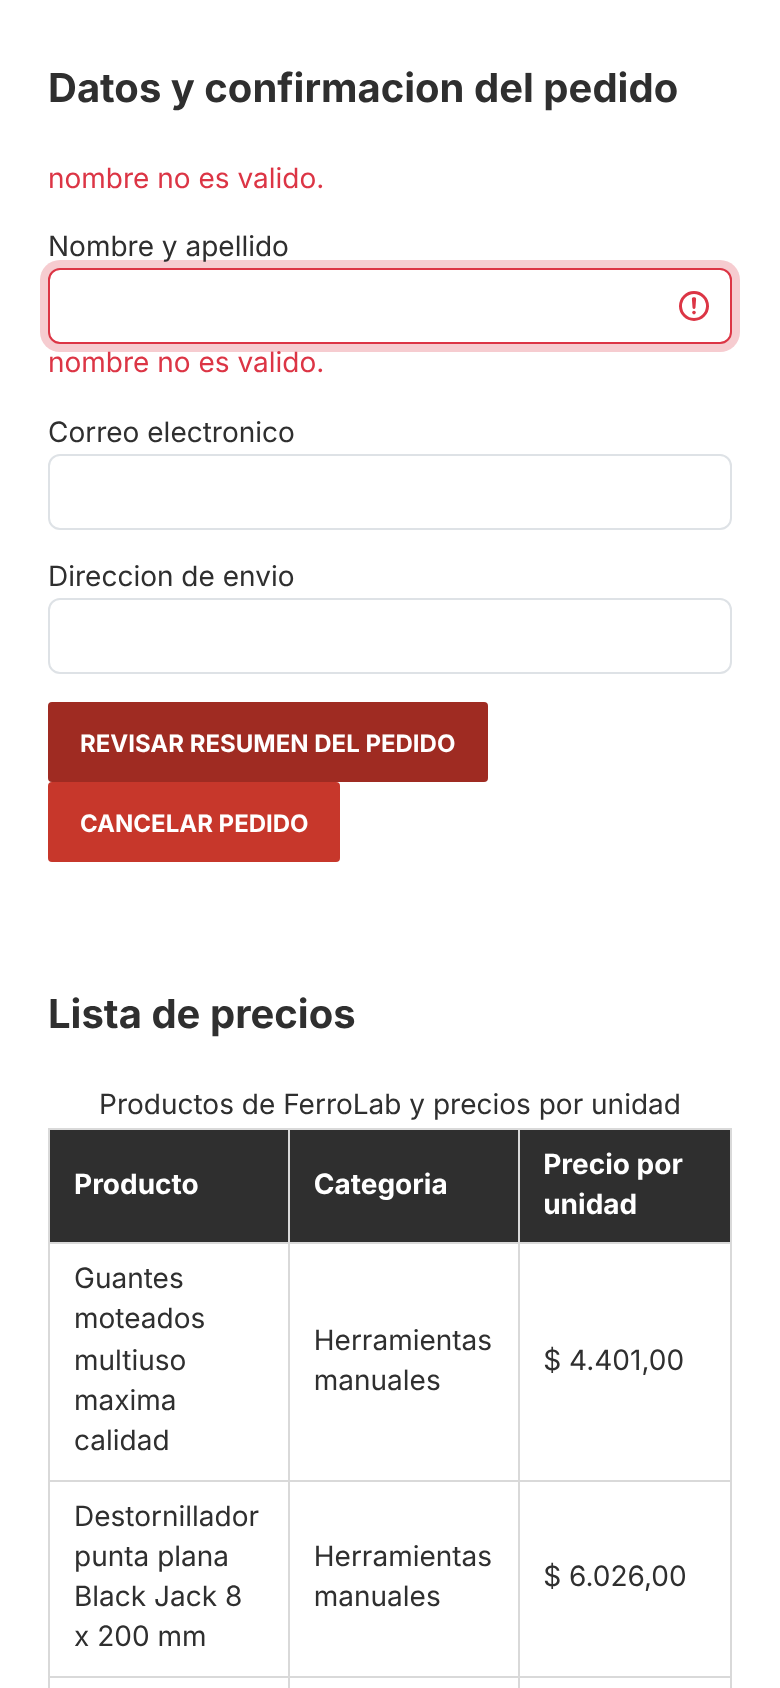 Datos y confirmacion del pedido
nombre no es valido.
Nombre y apellido
nombre no es valido.
Correo electronico
Direccion de envio
REVISAR RESUMEN DEL PEDIDO
CANCELAR PEDIDO
Lista de precios
Productos de FerroLab y precios por unidad
Producto
Categoria
Precio por
unidad
Guantes
moteados
multiuso
maxima
calidad
Herramientas
manuales
$ 4.401,00
Destornillador
punta plana
Black Jack 8
x 200 mm
Herramientas
manuales
$ 6.026,00